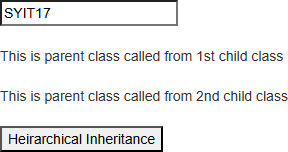 SYIT17
This is parent class called from 1st child class
This is parent class called from 2nd child class
Heirarchical Inheritance